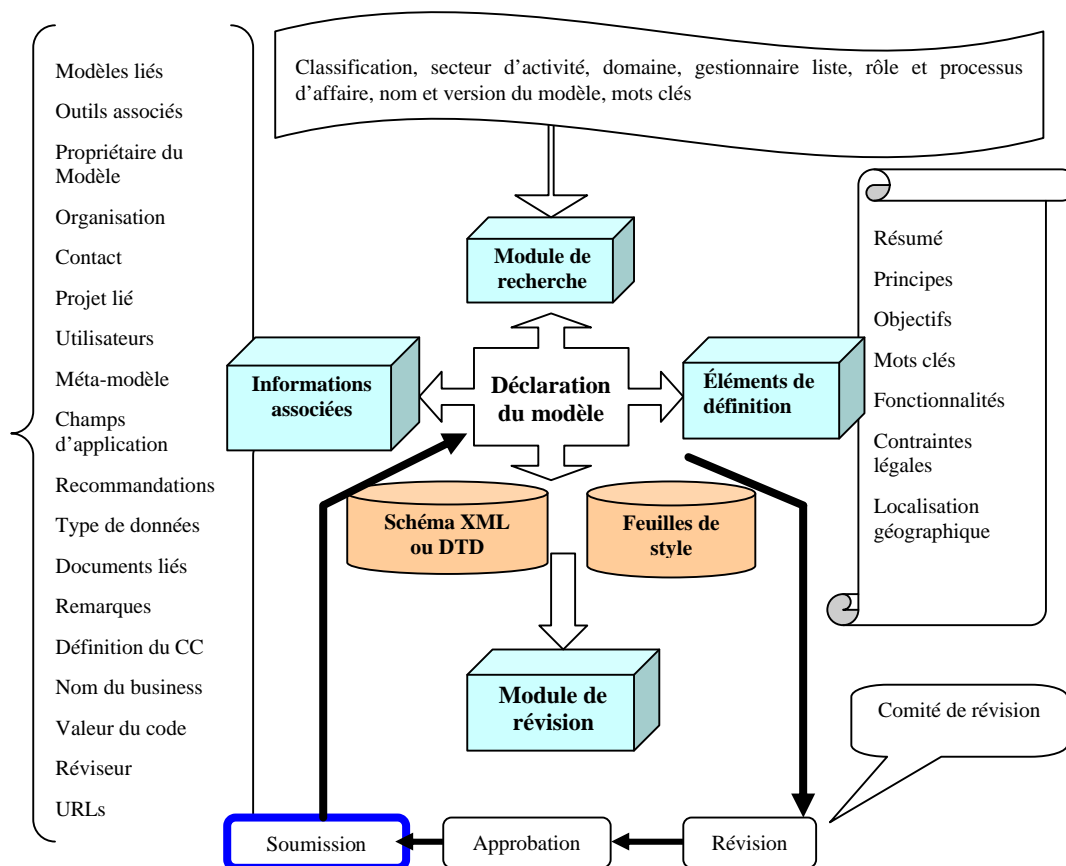 Classification, secteur d'activité, domaine, gestionnaire liste, rôle et processus
d'affaire, nom et version du modèle, mots clés
Modèles liés
Outils associés
Propriétaire du
Modèle
Organisation
Contact
Projet lié
Utilisateurs
Méta-modèle
Champs
d'application
Recommandations
Type de données
Documents liés
Remarques
Définition du CC
Nom du business
Valeur du code
Réviseur
URLs
Module de
recherche
Informations
associées
Déclaration
du modèle
Éléments de
définition
Résumé
Principes
Objectifs
Mots clés
Fonctionnalités
Contraintes
légales
Localisation
géographique
Schéma XML
ou DTD
Feuilles de
style
Module de
révision
Comité de révision
Soumission
Approbation
Révision